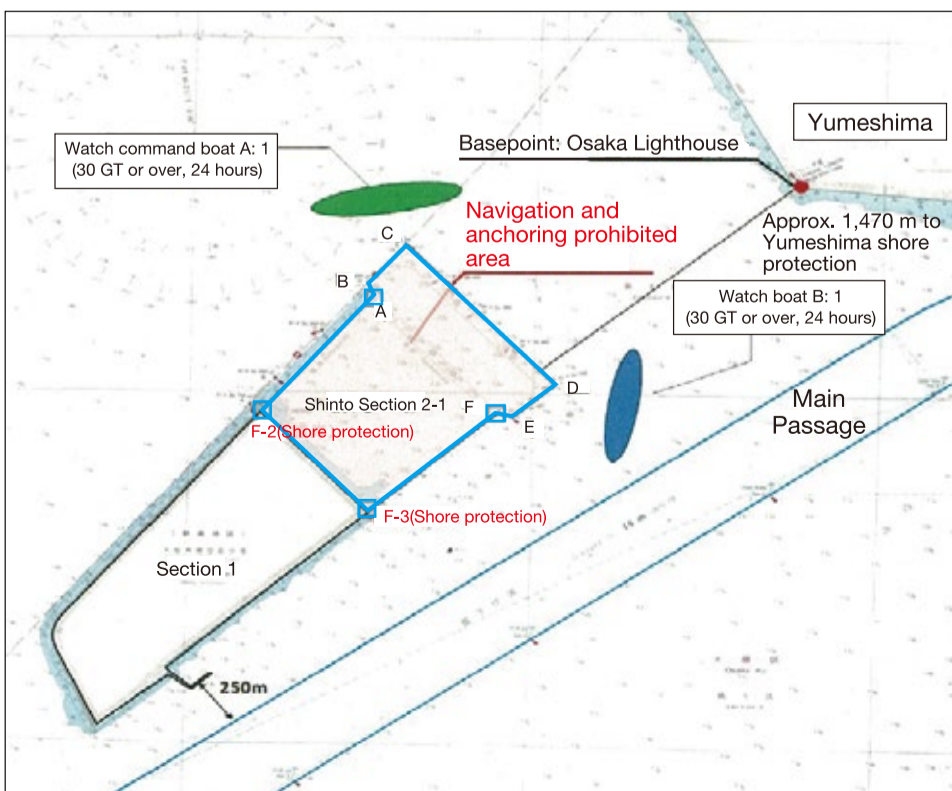 Yumeshima
Basepoint: Osaka Lighthouse
Watch command boat A: 1
(30 GT or over, 24 hours)
Navigation and
anchoring prohibited
area
Approx. 1,470 m to
Yumeshima shore
protection
C
B
A
Watch boat B: 1
(30 GT or over, 24 hours)
D
Main
Passage
Shinto Section 2-1
F
E
F-2(Shore protection)
F-3(Shore protection)
Section 1
250m